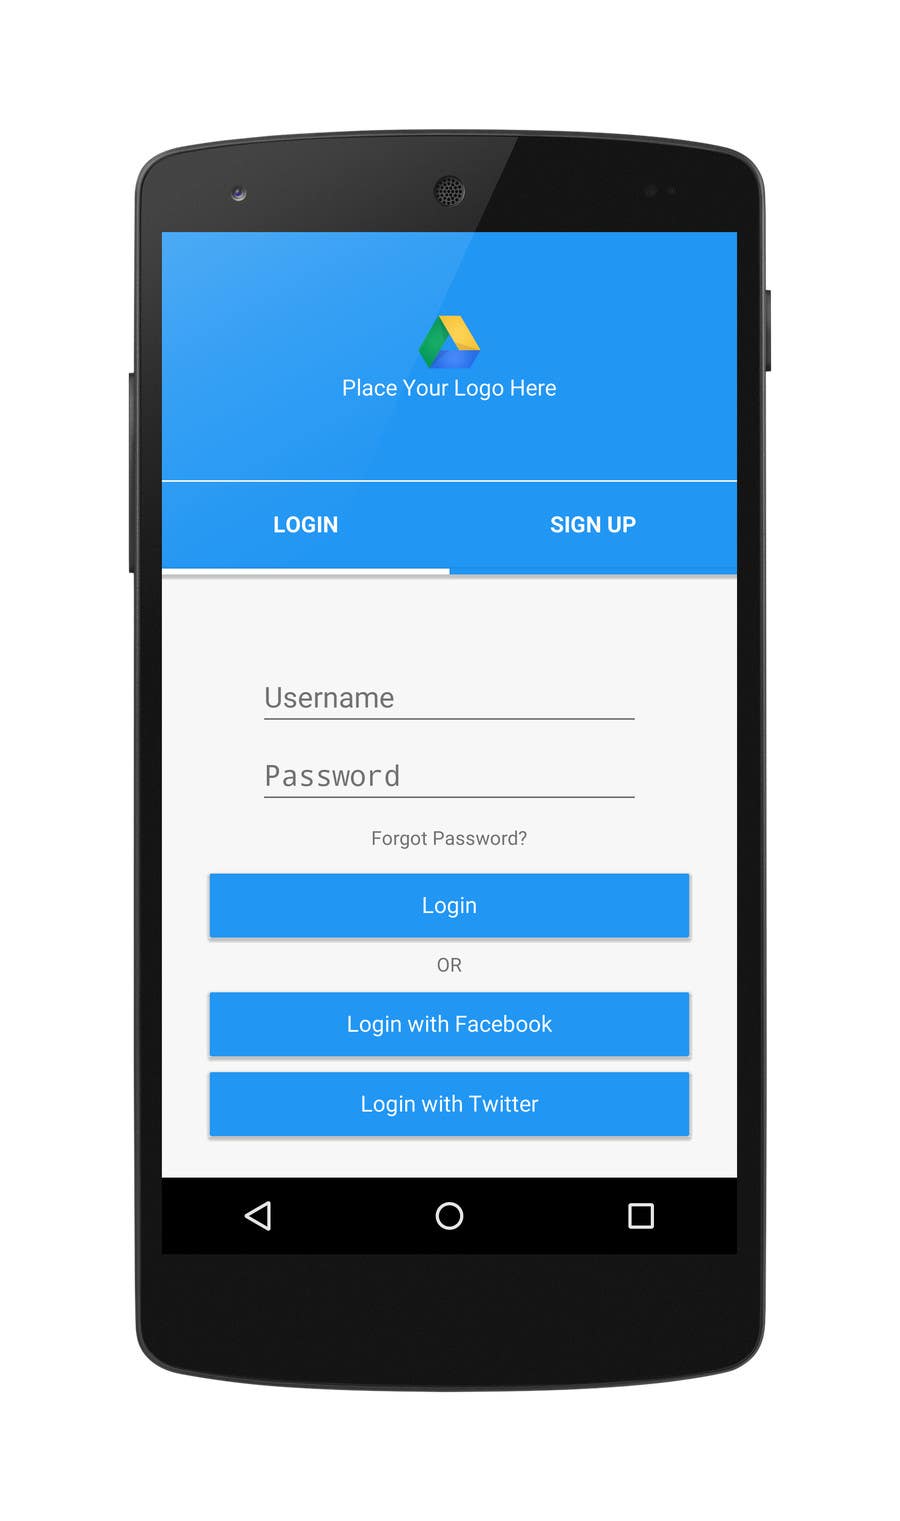 Place Your Logo Here
LOGIN SIGN UP
Username
Password
Forgot Password?
Login
OR
Login with Facebook
Login with Twitter